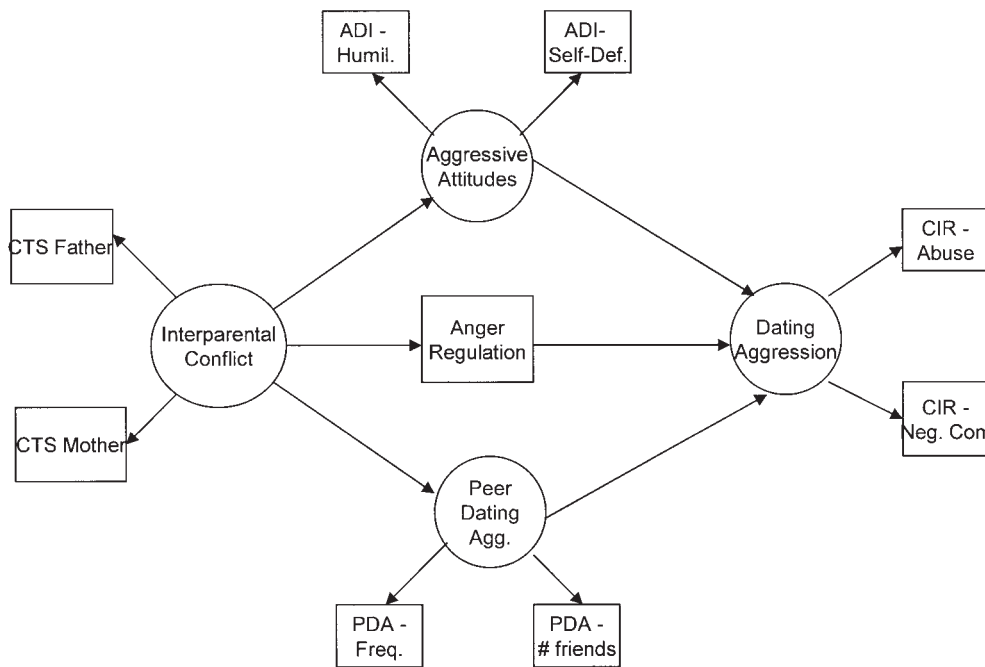 ADI -
Humil.
ADI-
Self-Def.
Aggressive
Attitudes
CTS Father
CIR -
Abuse
Interparental
Conflict
Anger
Regulation
Dating
Aggression
CTS Mother
CIR -
Neg. Com
Peer
Dating
Agg.
PDA -
Freq.
PDA -
# friends